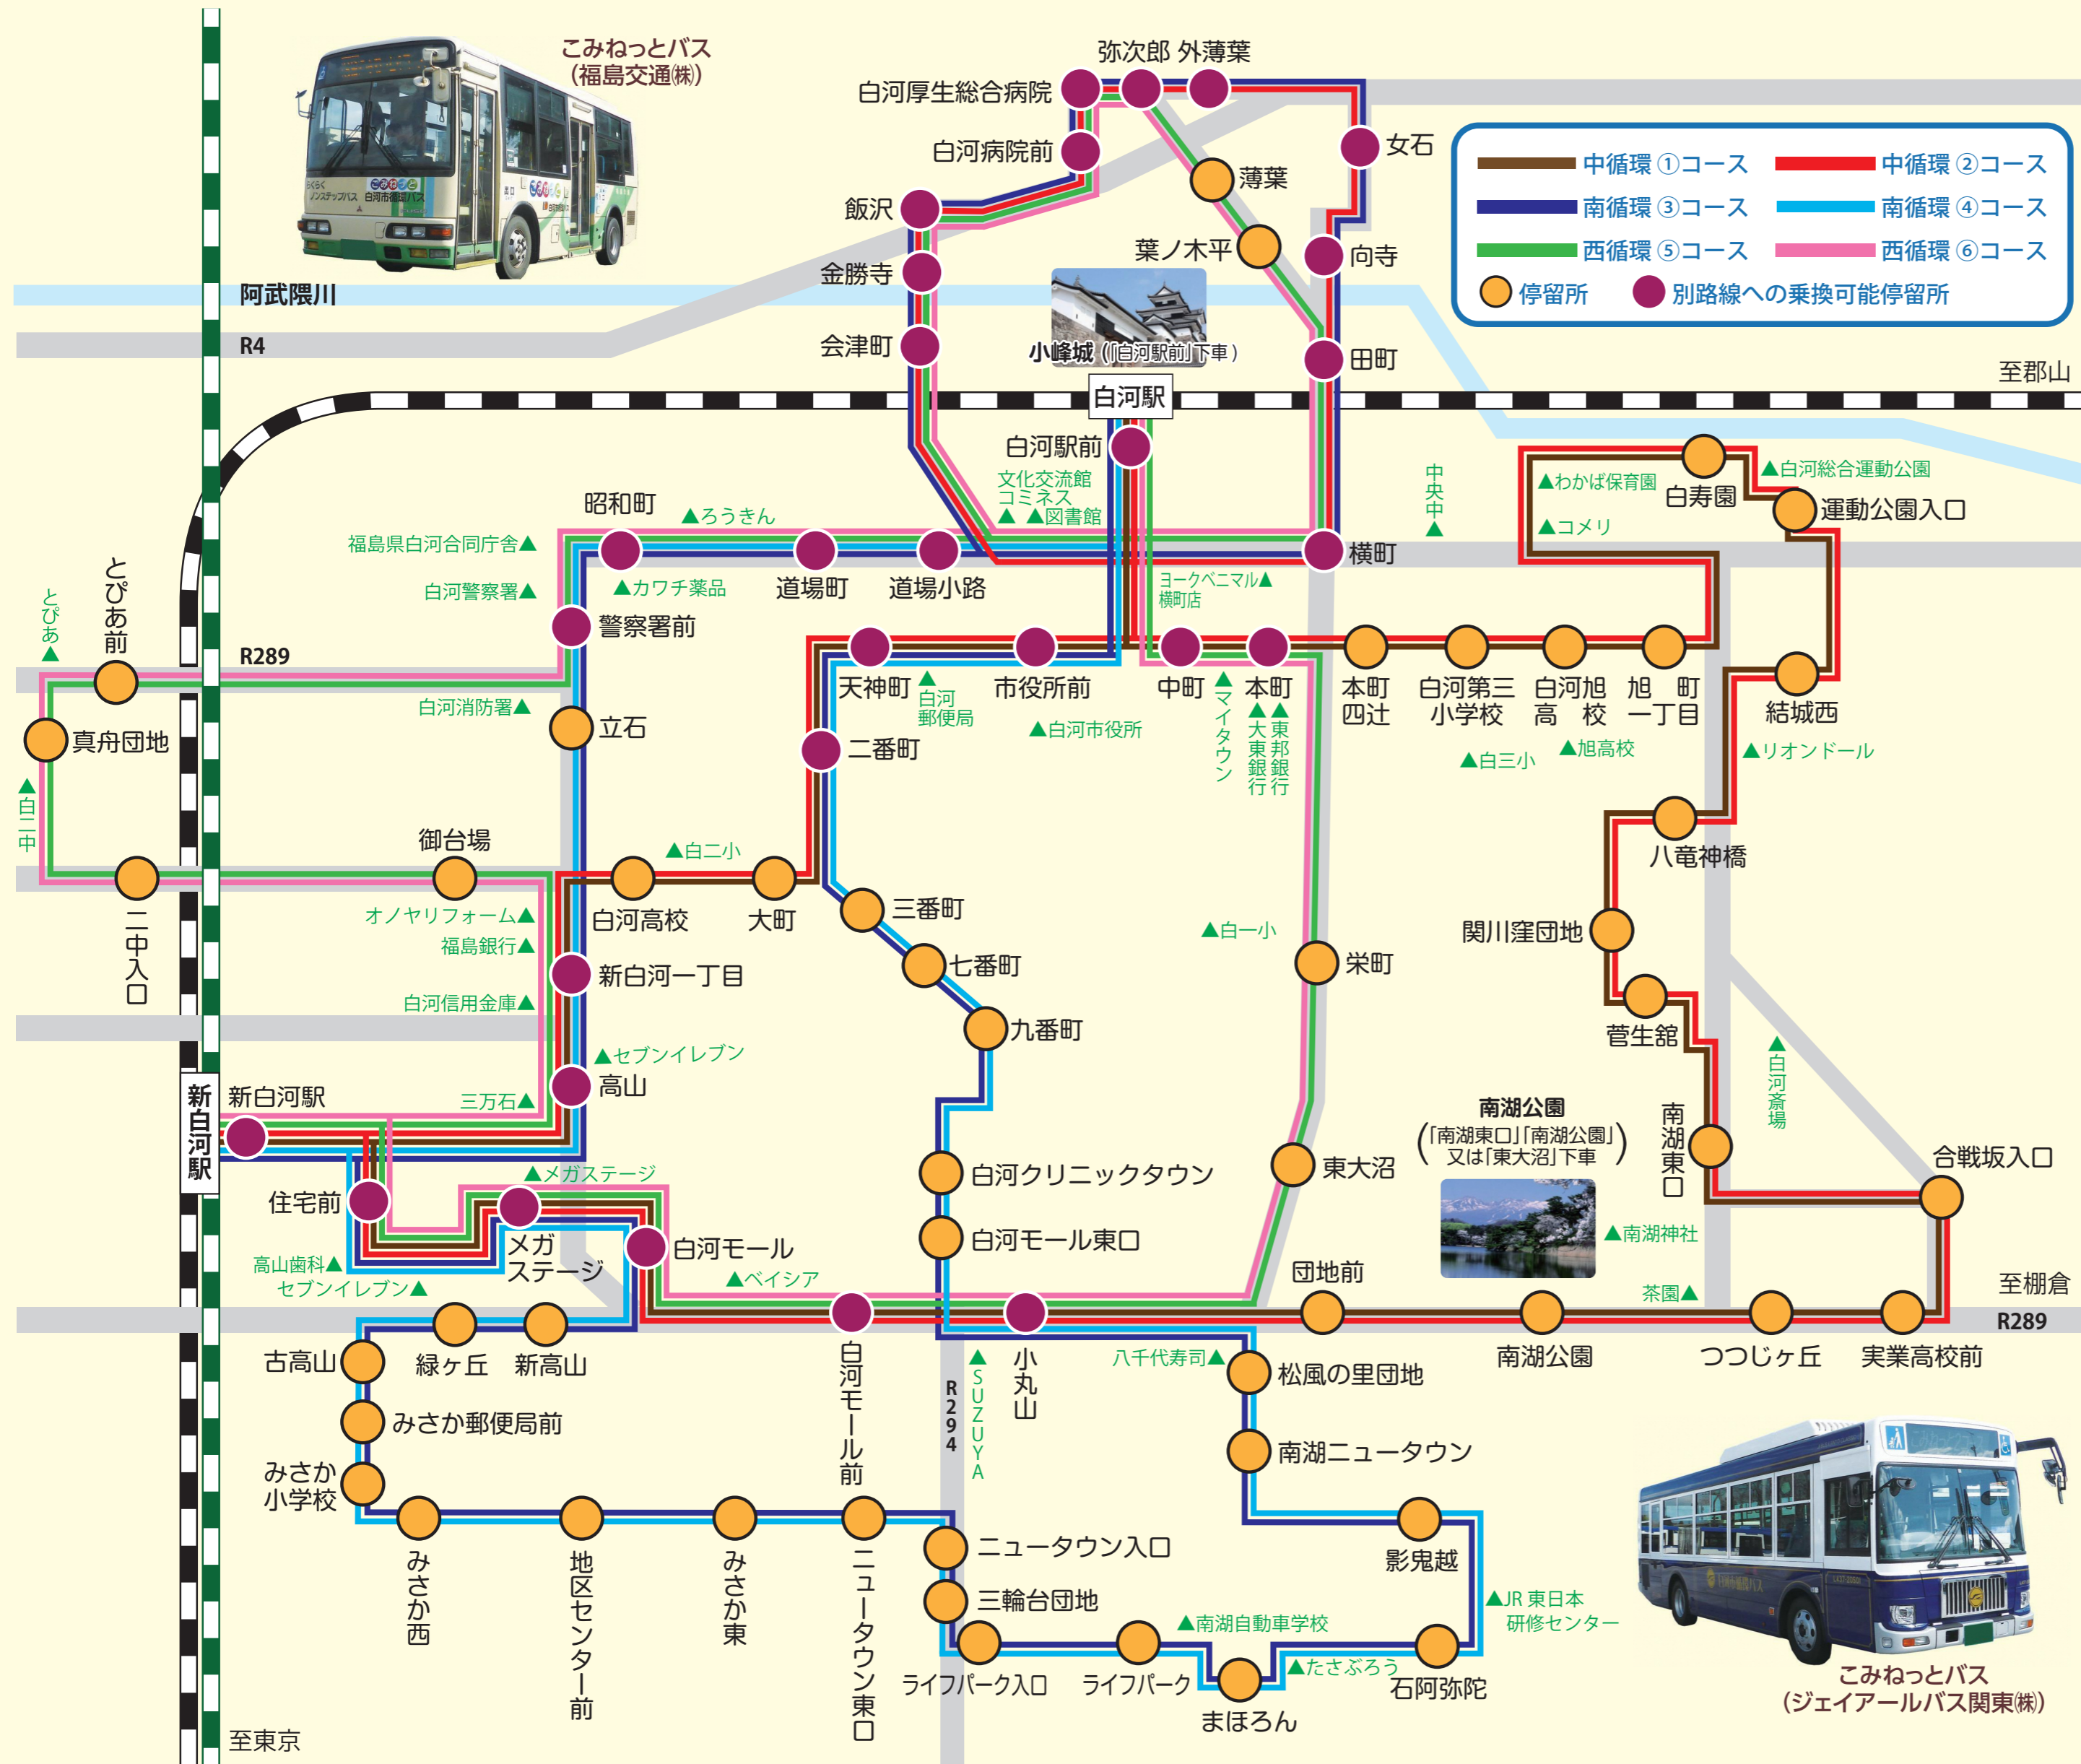 こみねっとバス
(福島交通㈱)
弥次郎
外薄葉
白河厚生総合病院
白河病院前
女石
薄葉
飯沢
葉ノ木平
向寺
金勝寺
会津町
田町
中循環 ①コース
中循環 ②コース
南循環 ③コース
南循環 ④コース
西循環 ⑤コース
西循環 ⑥コース
停留所
別路線への乗換可能停留所
阿武隈川
R4
小峰城 (「白河駅前」下車)
至郡山
白河駅
白河駅前
文化交流館
コミネス
▲ ▲図書館
中央中▲
▲わかば保育園
▲コメリ
白寿園
▲白河総合運動公園
運動公園入口
昭和町
▲ろうきん
福島県白河合同庁舎▲
白河警察署▲
▲カワチ薬品
道場町
道場小路
横町
ヨークベニマル▲
横町店
とぴあ▲
とぴあ前
警察署前
R289
白河消防署▲
立石
天神町
▲白河
郵便局
市役所前
▲白河市役所
中町
▲マイタウン
本町
▲大東銀行
▲東邦銀行
本町
四辻
白河第三
小学校
白河旭
高 校
旭 町
一丁目
▲白三小
▲旭高校
結城西
▲リオンドール
真舟団地
▲白二中
二番町
御台場
▲白二小
二中入口
オノヤリフォーム▲
福島銀行▲
白河信用金庫▲
白河高校
大町
三番町
七番町
九番町
▲白一小
栄町
八竜神橋
関川窪団地
菅生舘
新白河一丁目
▲セブンイレブン
高山
三万石▲
新白河駅
新白河駅
住宅前
▲メガステージ
メガ
ステージ
高山歯科▲
セブンイレブン▲
白河モール
▲ベイシア
白河クリニックタウン
白河モール東口
東大沼
南湖公園
(「南湖東口」「南湖公園」
又は「東大沼」下車)
南湖東口
▲白河斎場
▲南湖神社
合戦坂入口
団地前
茶園▲
至棚倉
R289
古高山
緑ヶ丘
新高山
白河モール前
R294
▲SUZUYA
小丸山
八千代寿司▲
松風の里団地
南湖公園
つつじヶ丘
実業高校前
みさか郵便局前
みさか
小学校
南湖ニュータウン
みさか西
地区センター前
みさか東
ニュータウン東口
ニュータウン入口
三輪台団地
ライフパーク入口
ライフパーク
▲南湖自動車学校
まほろん
▲たさぶろう
石阿弥陀
影鬼越
▲JR 東日本
研修センター
こみねっとバス
(ジェイアールバス関東㈱)
至東京